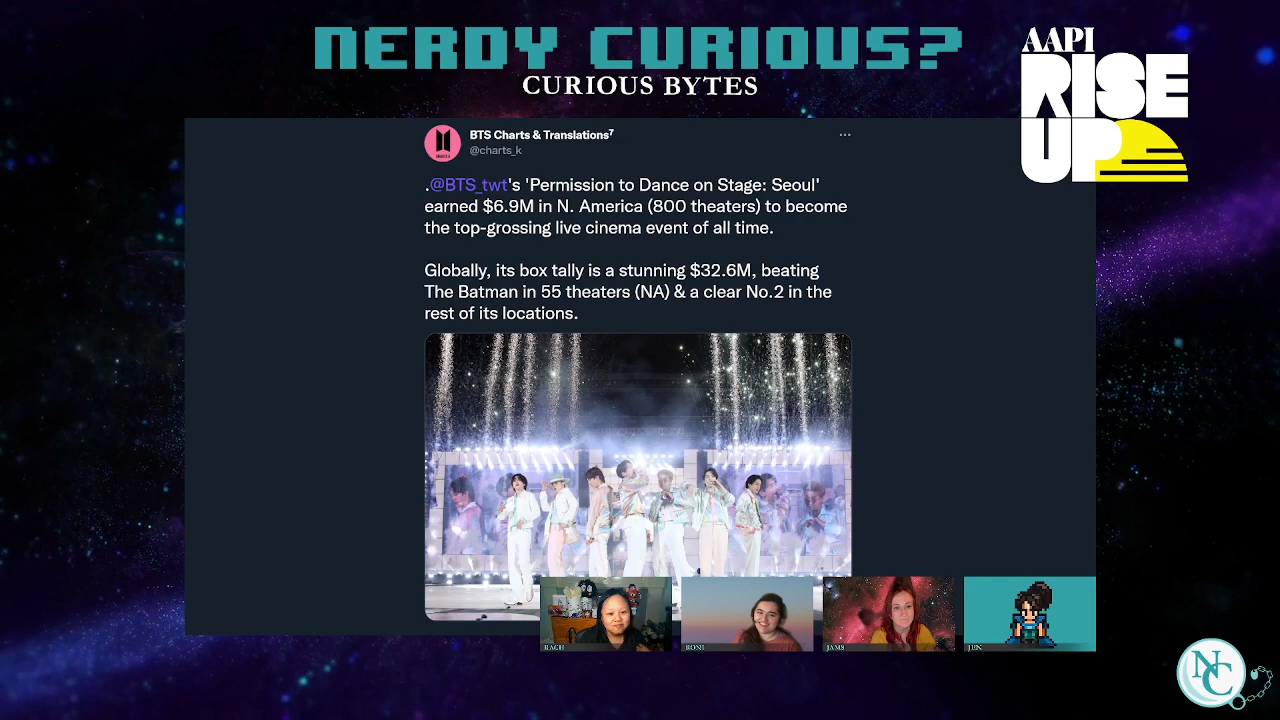 NERDY CURIOUS?
CURIOUS BYTES
AAPI
RISE
UP
BTS Charts & Translations⁷
@charts_k
.@BTS_twt's 'Permission to Dance on Stage: Seoul'
earned $6.9M in N. America (800 theaters) to become
the top-grossing live cinema event of all time.
Globally, its box tally is a stunning $32.6M, beating
The Batman in 55 theaters (NA) & a clear No.2 in the
rest of its locations.
RACH
RONI
JAMS
JEN
NC